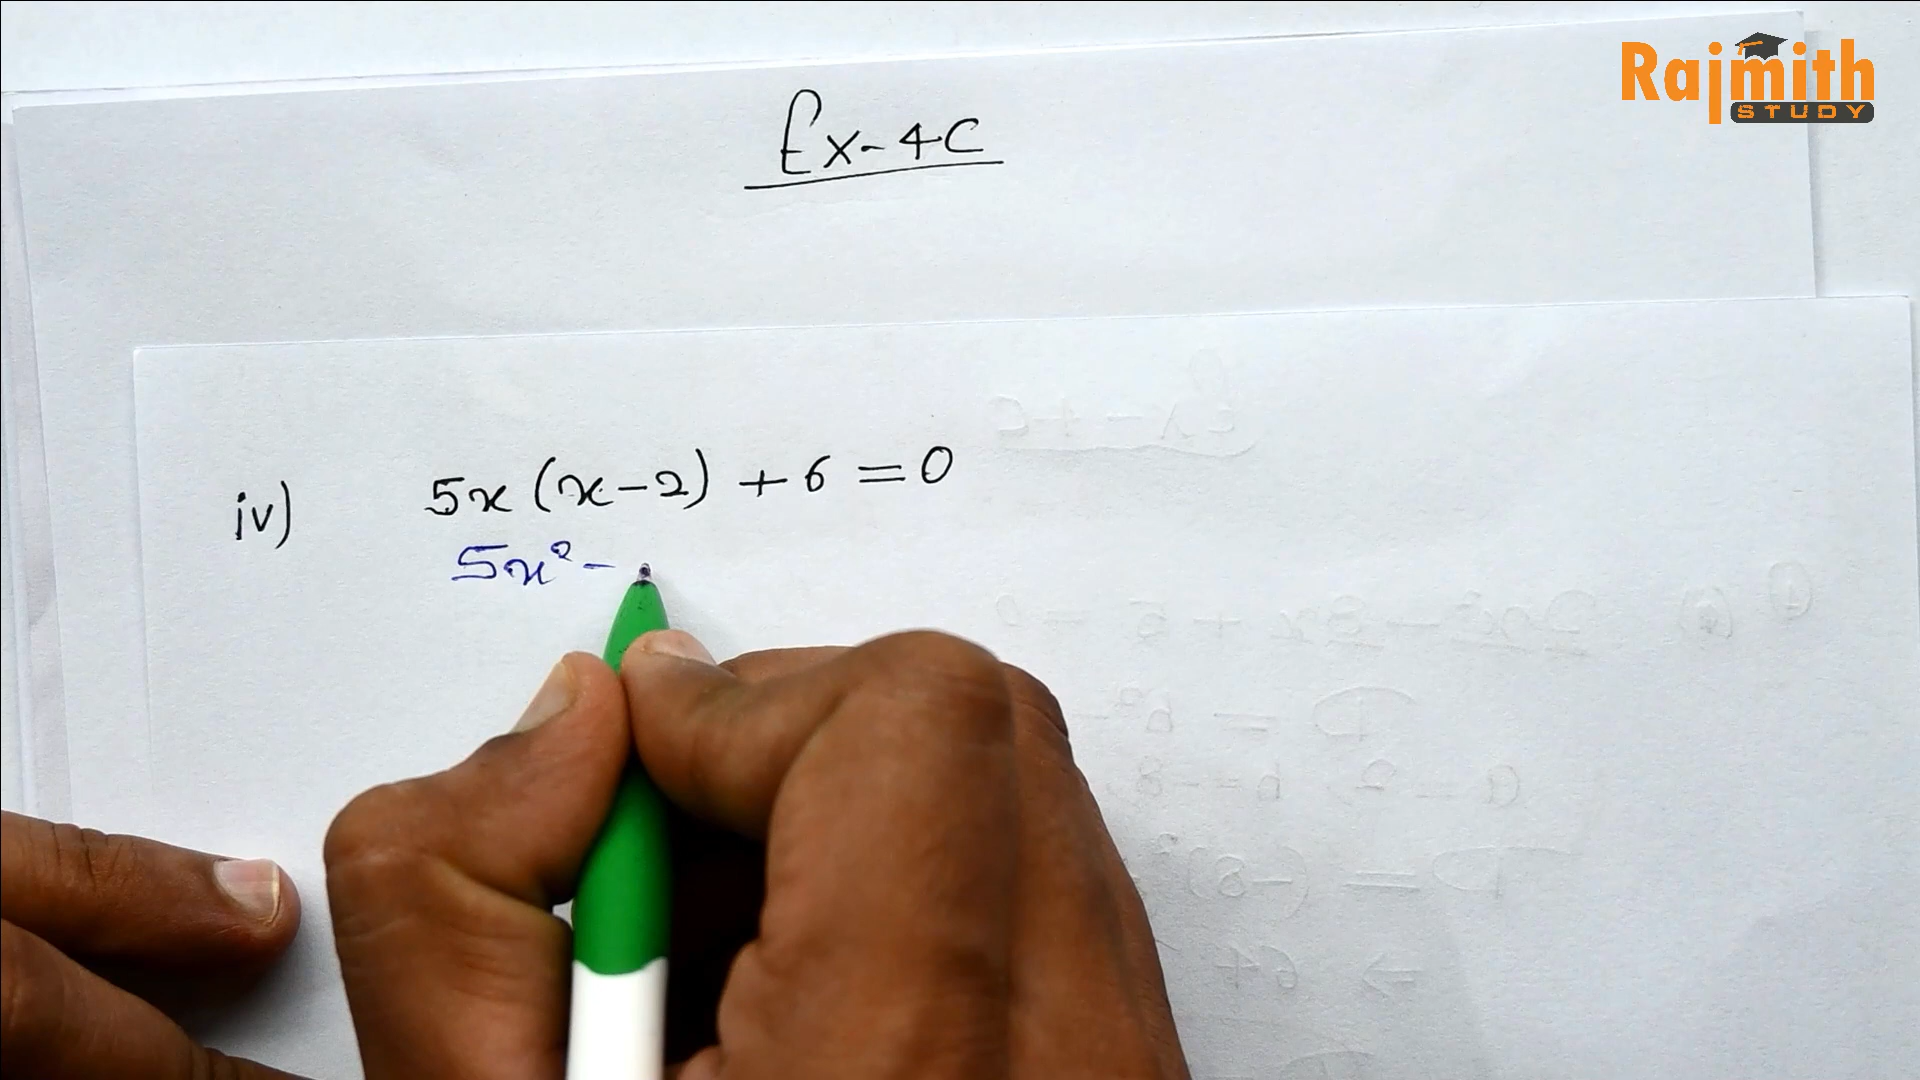 Rajmith
STUDY
Ex-4C
iv) 5x (x-2) + 6 = 0
5x² -